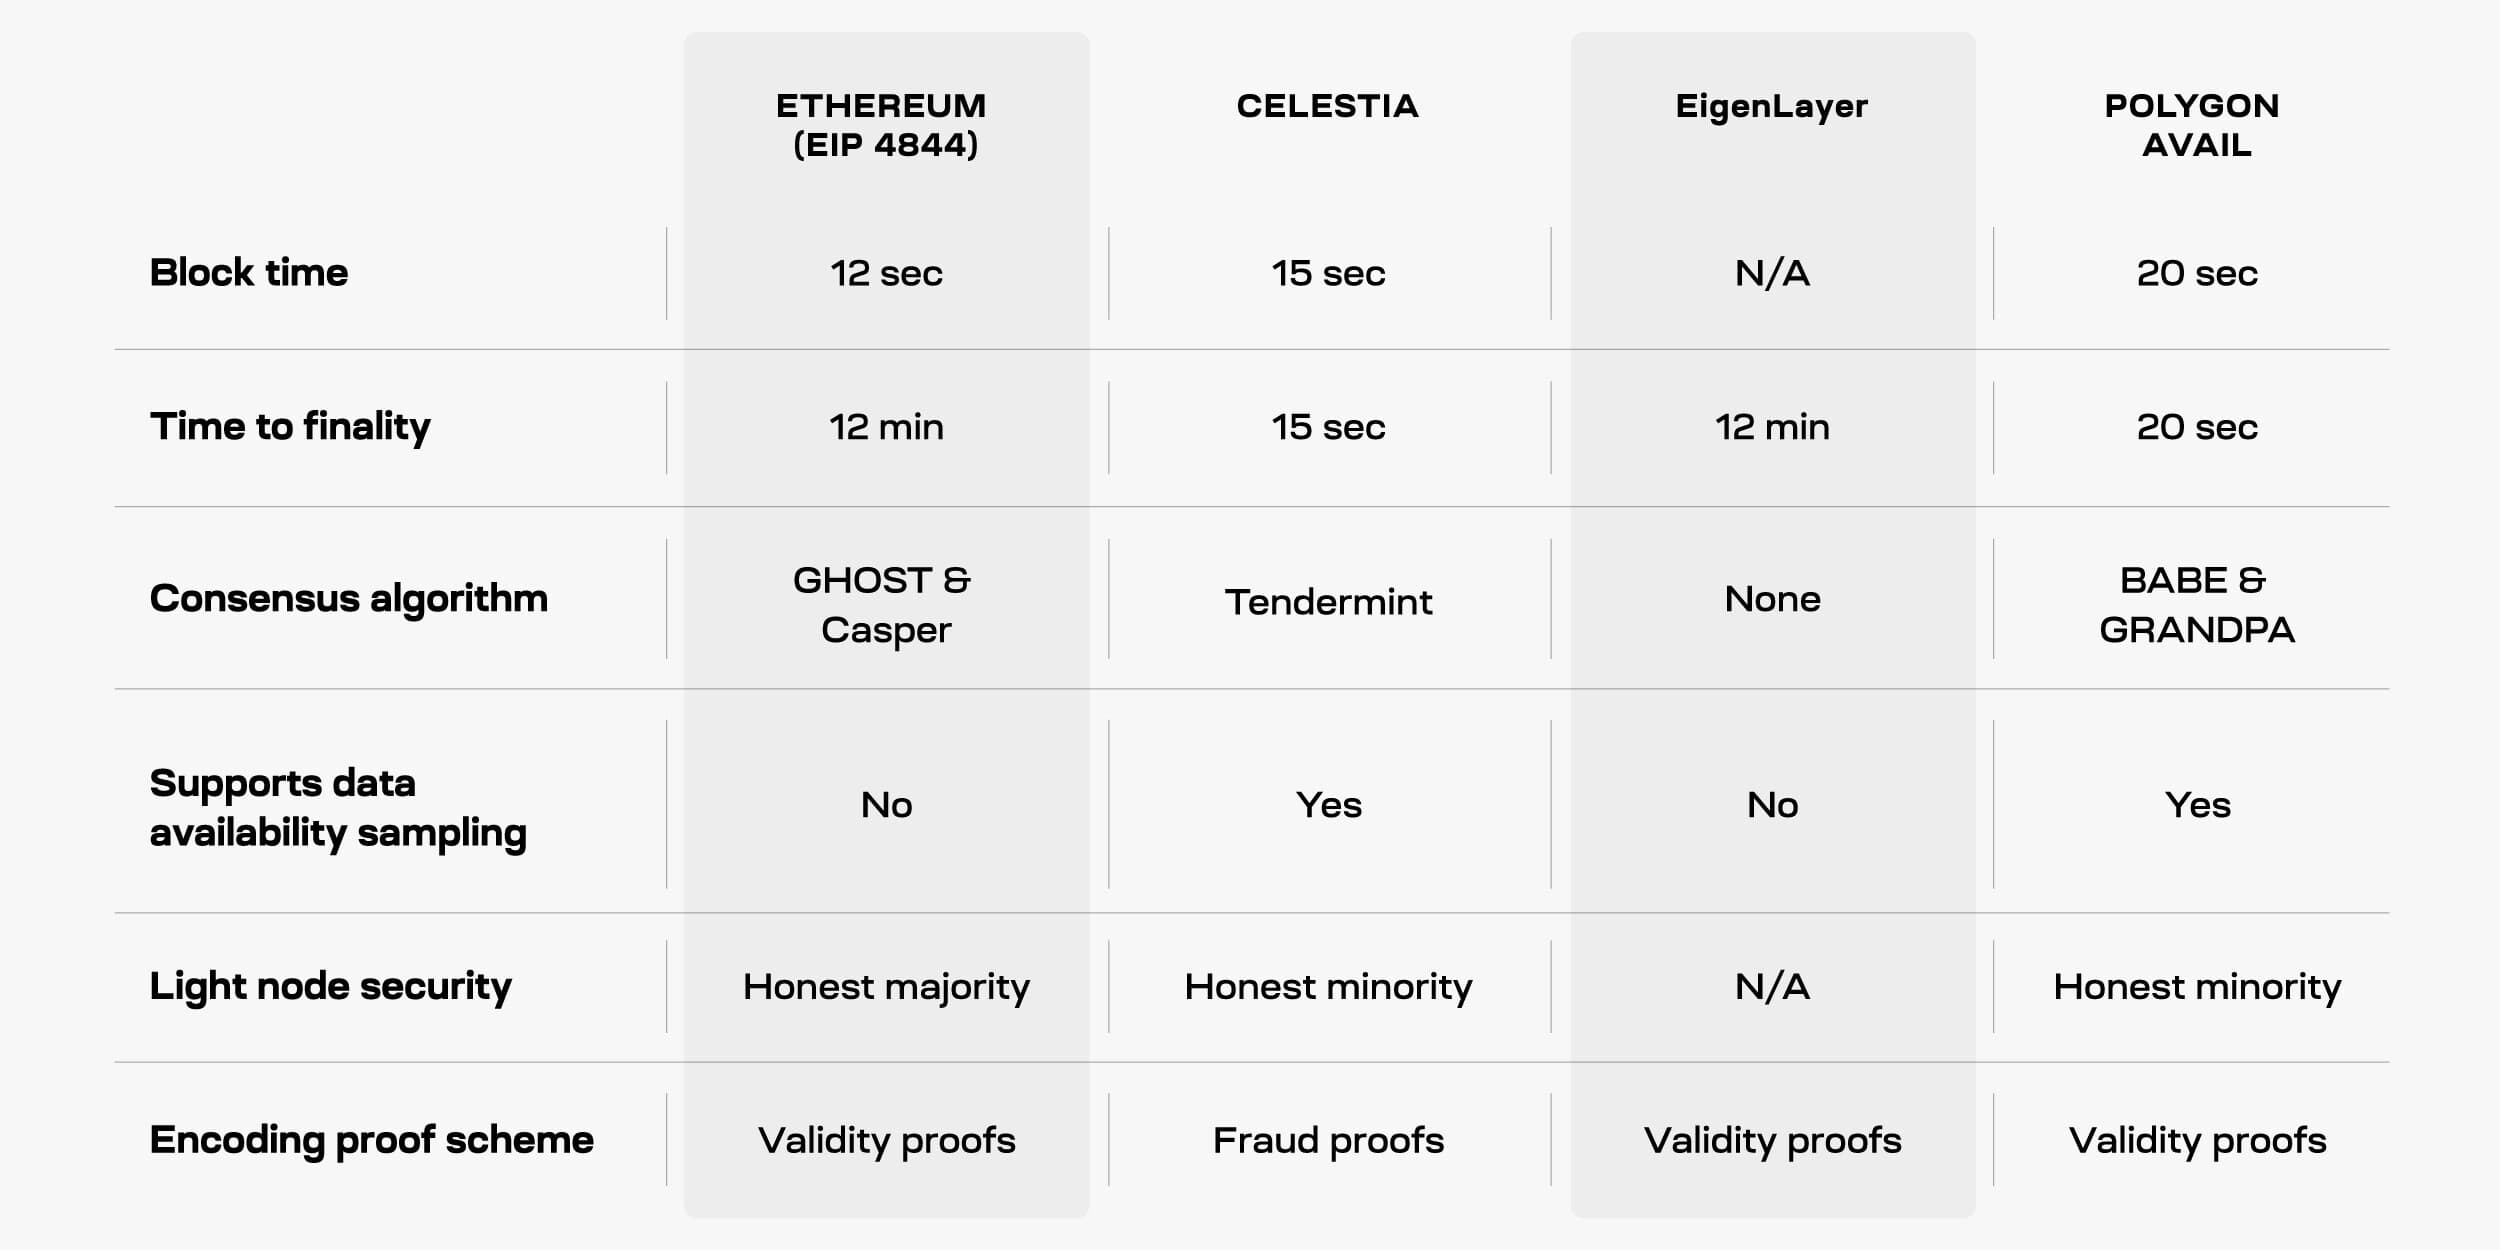 ETHEREUM
(EIP 4844)
CELESTIA
EigenLayer
POLYGON
AVAIL
Block time
12 sec
15 sec
N/A
20 sec
Time to finality
12 min
15 sec
12 min
20 sec
Consensus algorithm
GHOST &
Casper
Tendermint
None
BABE &
GRANDPA
Supports data
availability sampling
No
Yes
No
Yes
Light node security
Honest majority
Honest minority
N/A
Honest minority
Encoding proof scheme
Validity proofs
Fraud proofs
Validity proofs
Validity proofs